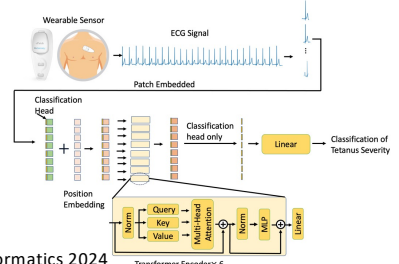 Wearable Sensor
ECG Signal
Patch Embedded
Classification
Head
Classification
head only
Linear
Classification of
Tetanus Severity
Position
Embedding
Norm
Query
Key
Value
Multi-Head
Attention
Norm
MLP
Linear
ormatics 2024
Transformer Encoder× 6